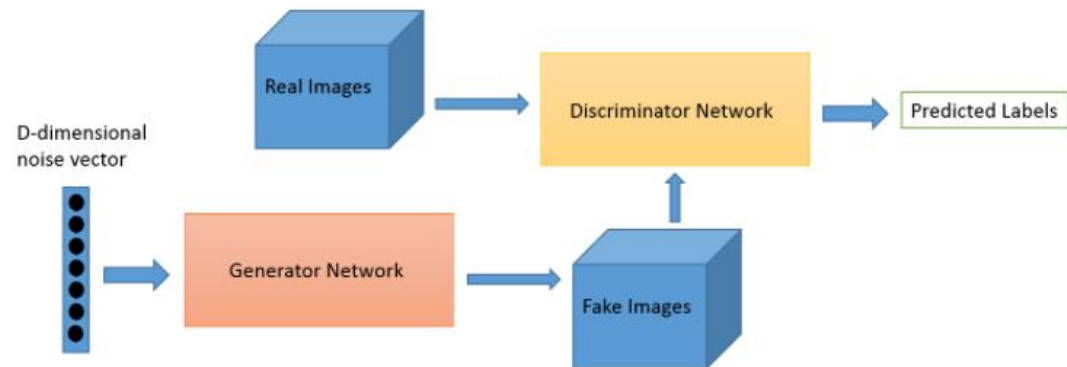 Real Images
Discriminator Network
Predicted Labels
D-dimensional
noise vector
Generator Network
Fake Images